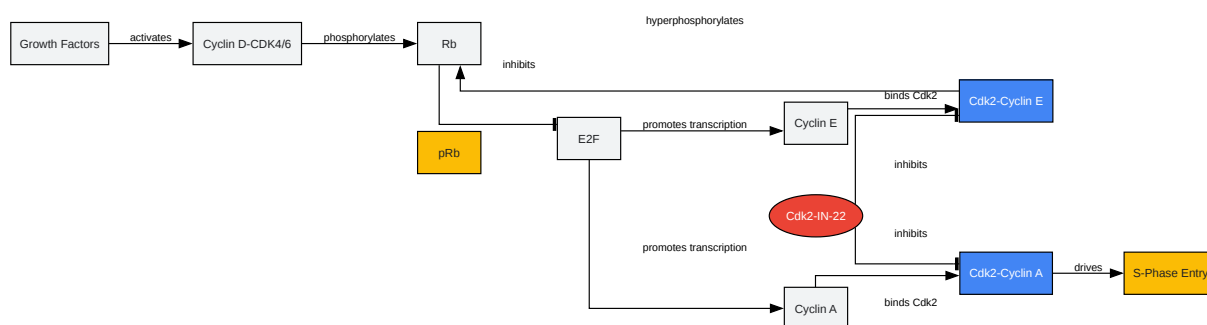 hyperphosphorylates
Growth Factors
activates
Cyclin D-CDK4/6
phosphorylates
Rb
inhibits
binds Cdk2
Cdk2-Cyclin E
pRb
E2F
promotes transcription
Cyclin E
inhibits
Cdk2-IN-22
inhibits
promotes transcription
Cdk2-Cyclin A
drives
S-Phase Entry
binds Cdk2
Cyclin A